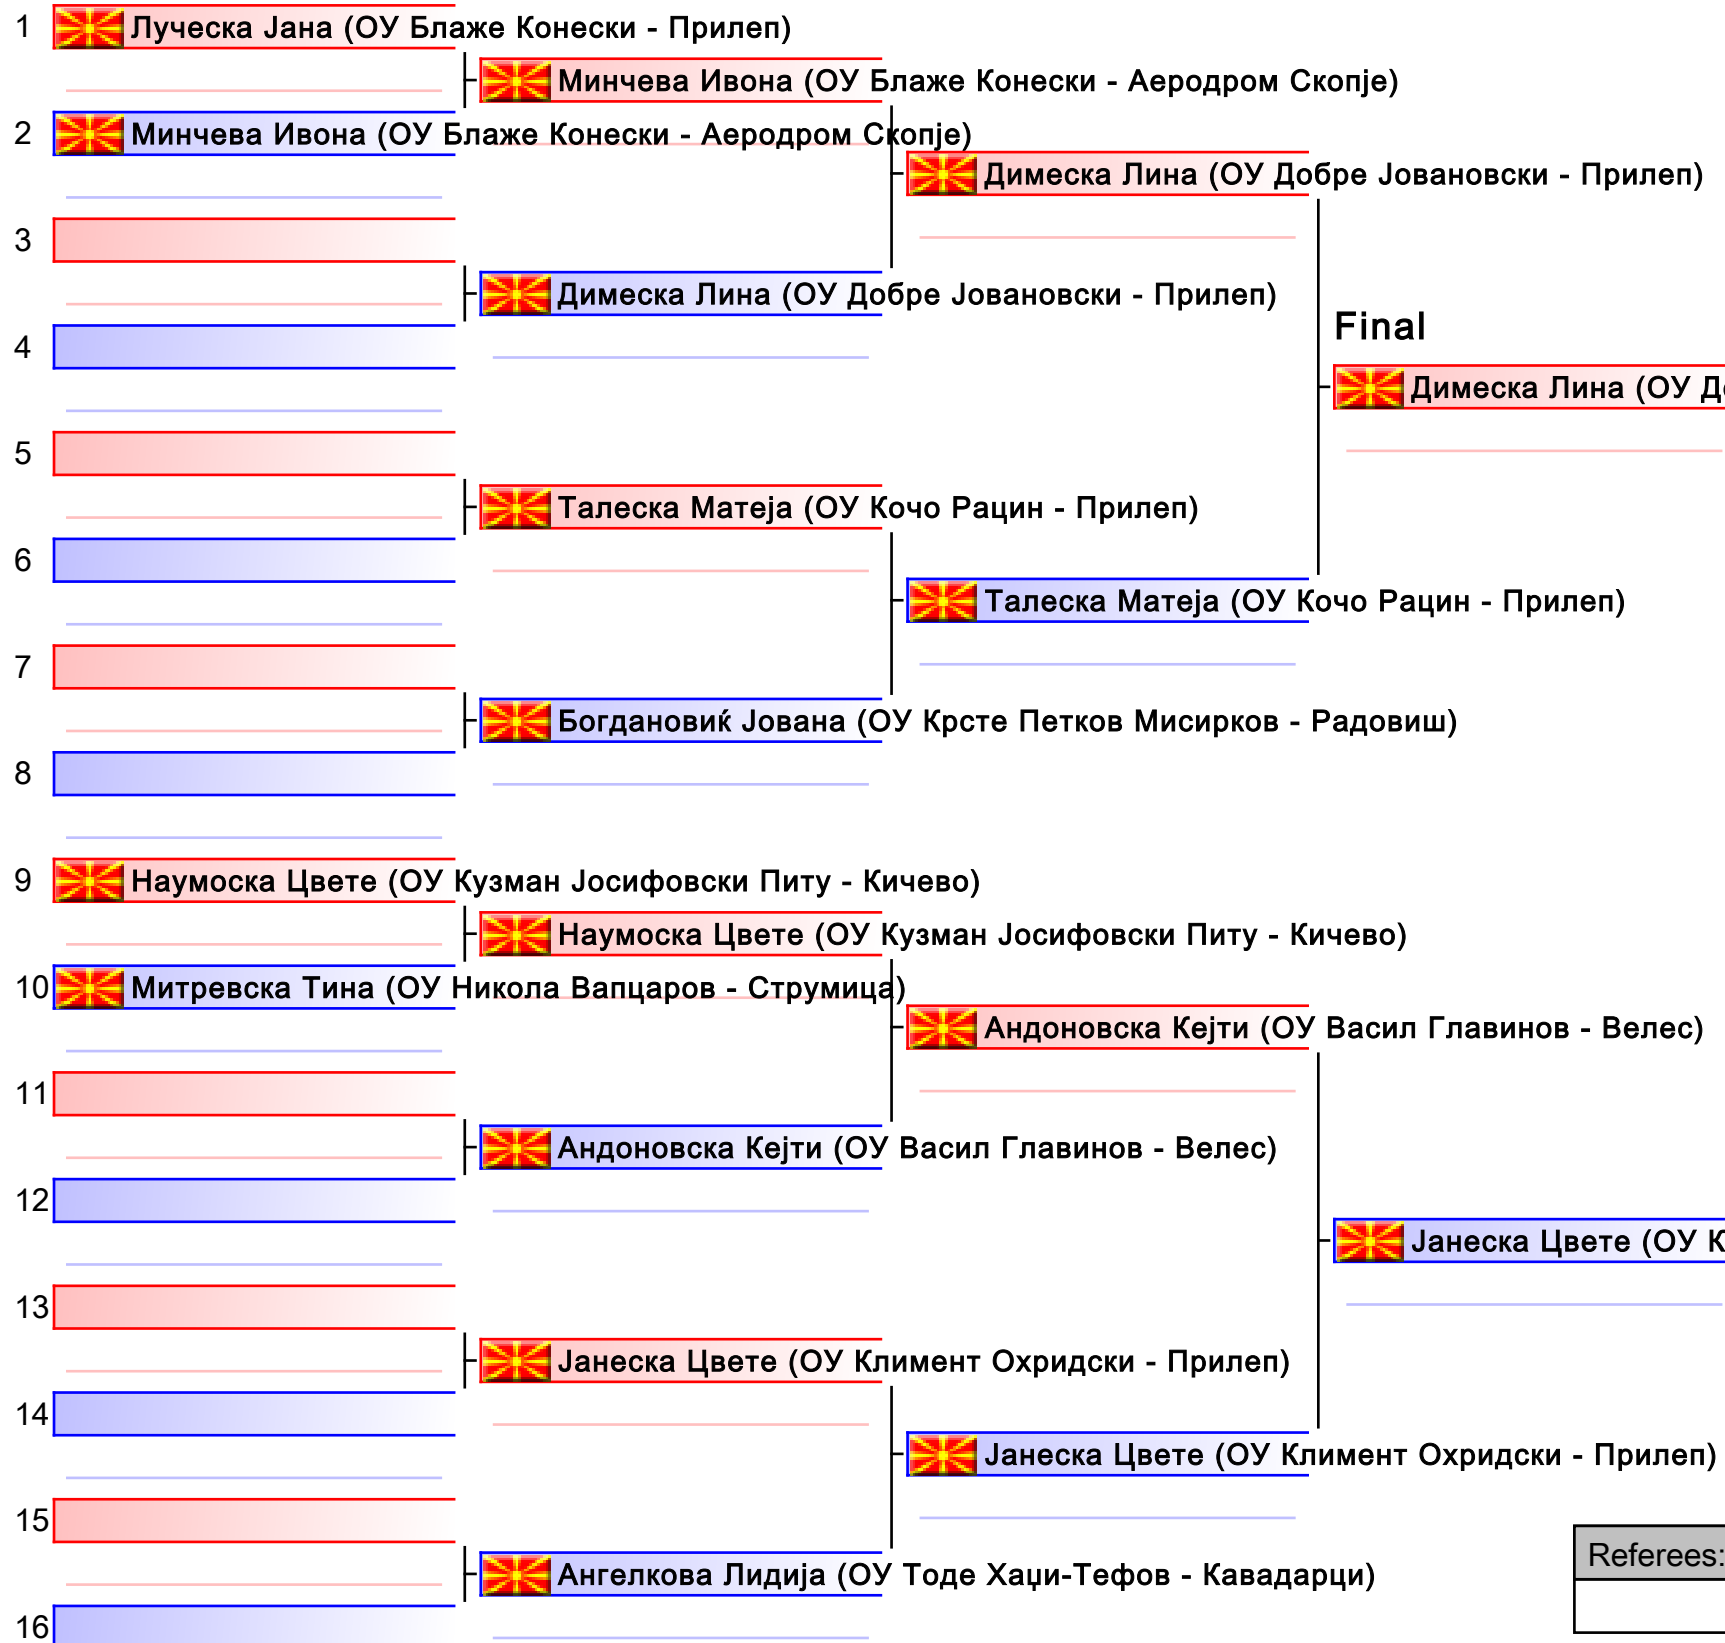 1 Луческа Јана (ОУ Блаже Конески - Прилеп)
Минчева Ивона (ОУ Блаже Конески - Аеродром Скопје)
2 Минчева Ивона (ОУ Блаже Конески - Аеродром Скопје)
Димеска Лина (ОУ Добре Јовановски - Прилеп)
3
Димеска Лина (ОУ Добре Јовановски - Прилеп)
Final
4
Димеска Лина (ОУ
5
Талеска Матеја (ОУ Кочо Рацин - Прилеп)
6
Талеска Матеја (ОУ Кочо Рацин - Прилеп)
7
Богдановиќ Јована (ОУ Крсте Петков Мисирков - Радовиш)
8
9 Наумоска Цвете (ОУ Кузман Јосифовски Питу - Кичево)
Наумоска Цвете (ОУ Кузман Јосифовски Питу - Кичево)
10 Митревска Тина (ОУ Никола Вапцаров - Струмица)
Андоновска Кејти (ОУ Васил Главинов - Велес)
11
Андоновска Кејти (ОУ Васил Главинов - Велес)
12
Јанеска Цвете (ОУ
13
Јанеска Цвете (ОУ Климент Охридски - Прилеп)
14
Јанеска Цвете (ОУ Климент Охридски - Прилеп)
15
Referees:
Ангелкова Лидија (ОУ Тоде Хаџи-Тефов - Кавадарци)
16